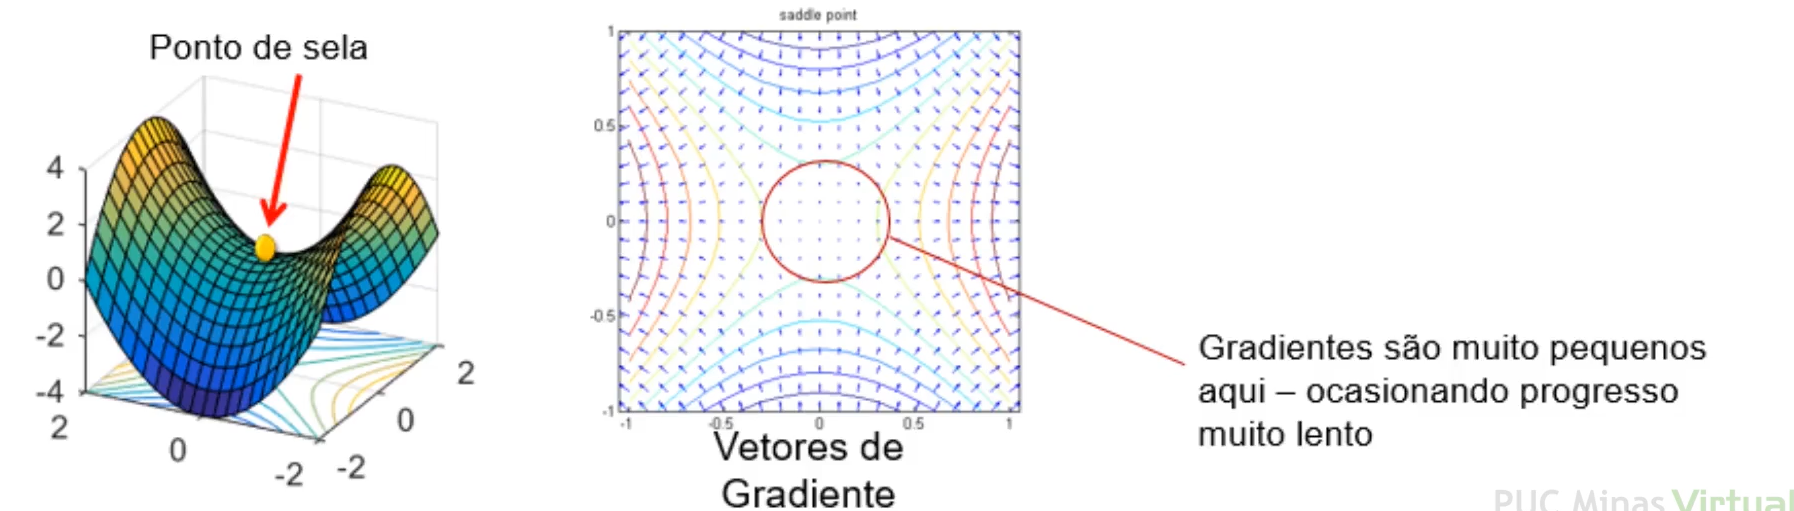 Ponto de sela
4
2
0
-2
-4
2
0
-2
-2
0
2
saddle point
1
0.5
0
-0.5
-1
-1
-0.5
0
0.5
1
Vetores de
Gradiente
Gradientes são muito pequenos
aqui – ocasionando progresso
muito lento
PUC Minas Virtual